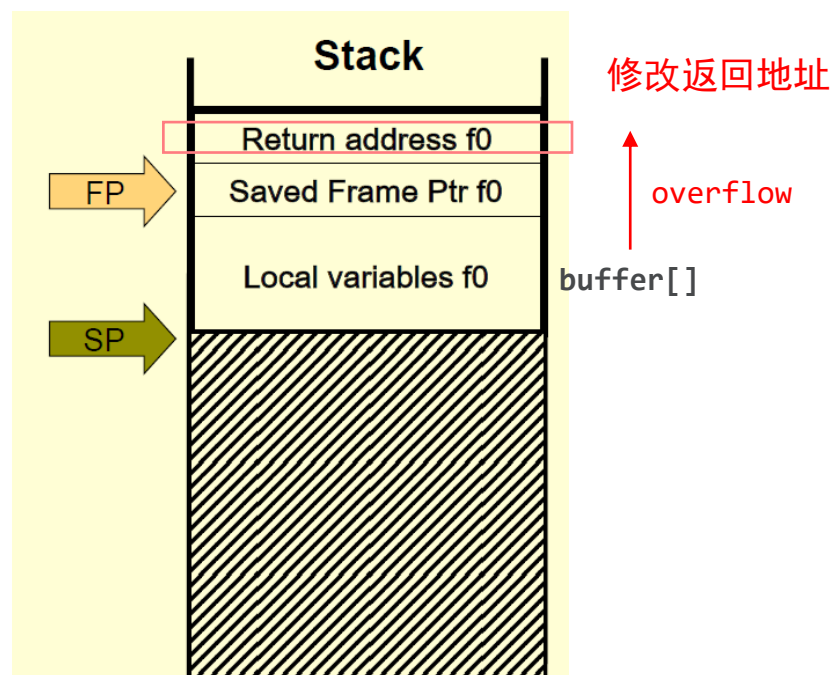 Stack
修改返回地址
Return address f0
FP
Saved Frame Ptr f0
overflow
Local variables f0
buffer[]
SP